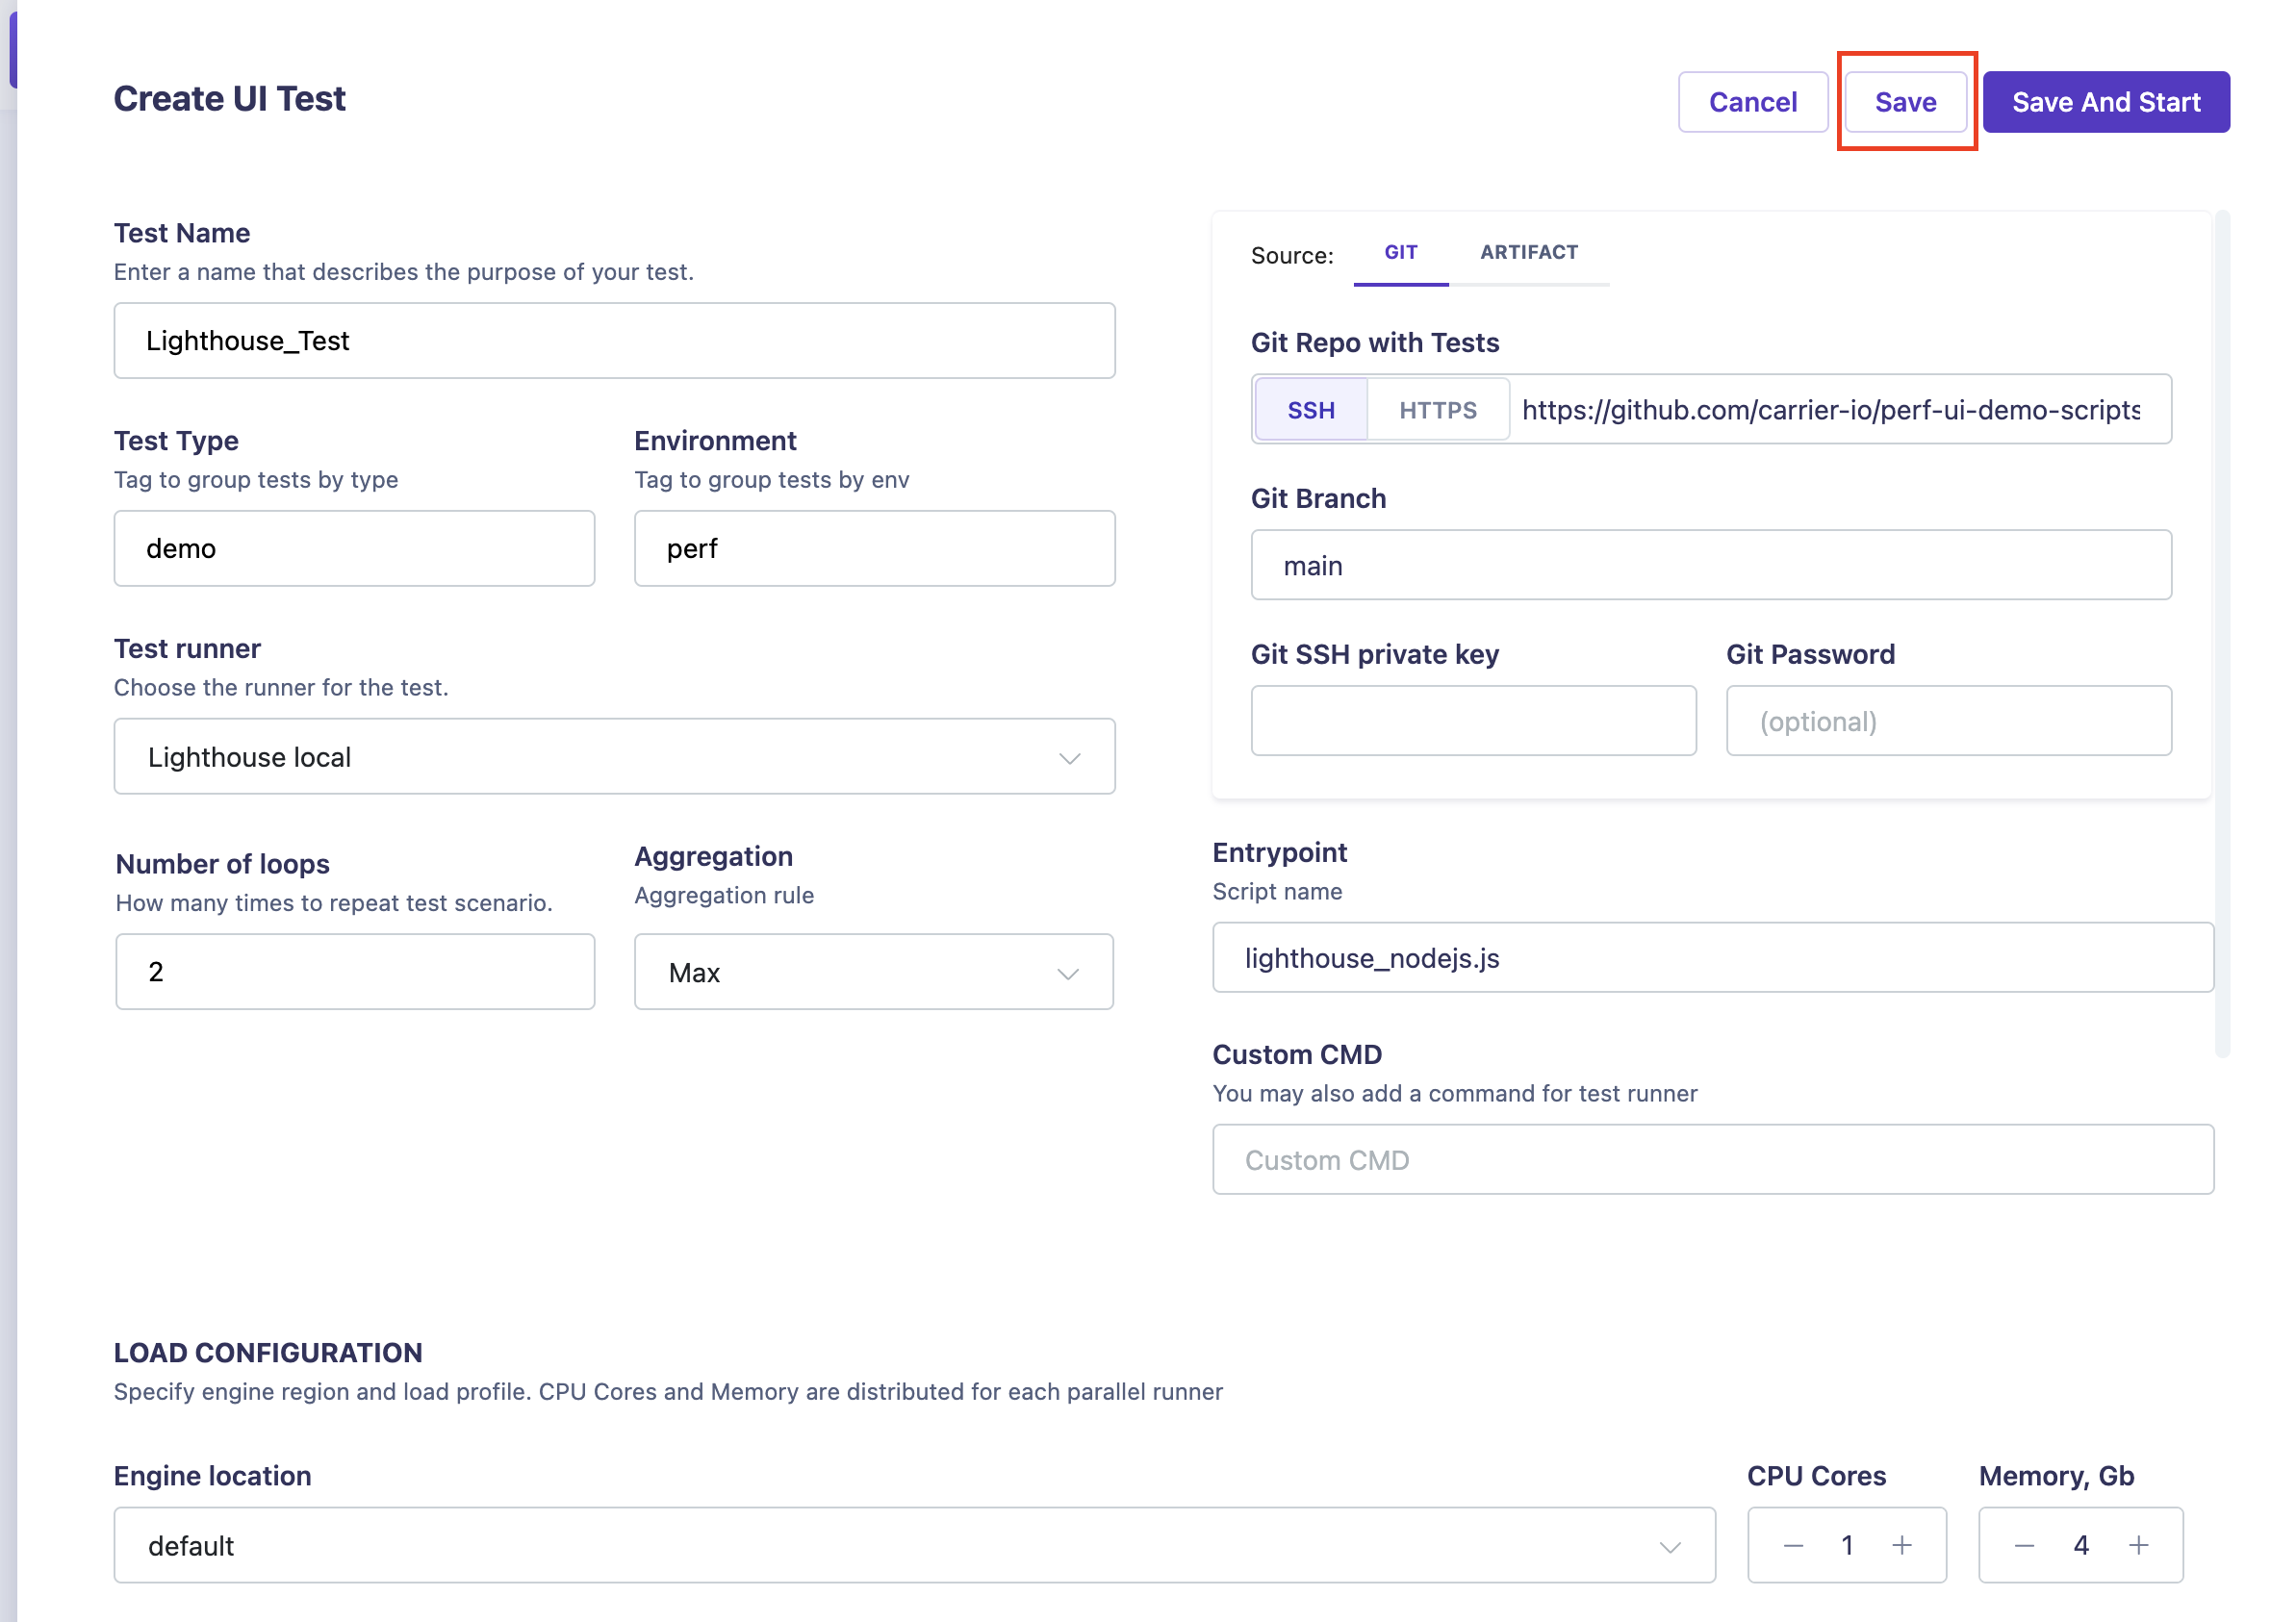 Create UI Test
Cancel
Save
Save And Start
Test Name
Enter a name that describes the purpose of your test.
Lighthouse_Test
Test Type
Tag to group tests by type
demo
Environment
Tag to group tests by env
perf
Test runner
Choose the runner for the test.
Lighthouse local
Number of loops
How many times to repeat test scenario.
2
Aggregation
Aggregation rule
Max
Source:
GIT
ARTIFACT
Git Repo with Tests
SSH
HTTPS
https://github.com/carrier-io/perf-ui-demo-scripts
Git Branch
main
Git SSH private key
Git Password
(optional)
Entrypoint
Script name
lighthouse_nodejs.js
Custom CMD
You may also add a command for test runner
Custom CMD
LOAD CONFIGURATION
Specify engine region and load profile. CPU Cores and Memory are distributed for each parallel runner
Engine location
default
CPU Cores
1
Memory, Gb
4